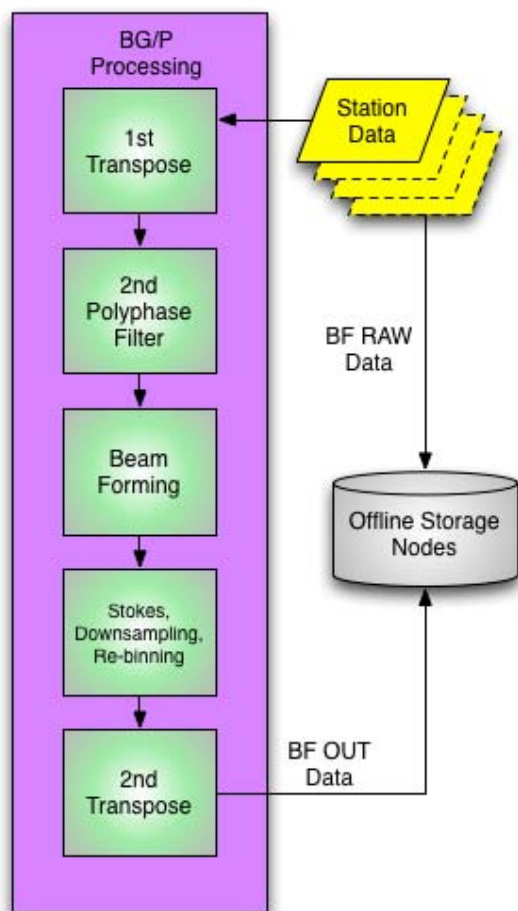 BG/P
Processing
1st
Transpose
2nd
Polyphase
Filter
Beam
Forming
Stokes,
Downsampling,
Re-binning
2nd
Transpose
Station
Data
BF RAW
Data
Offline Storage
Nodes
BF OUT
Data